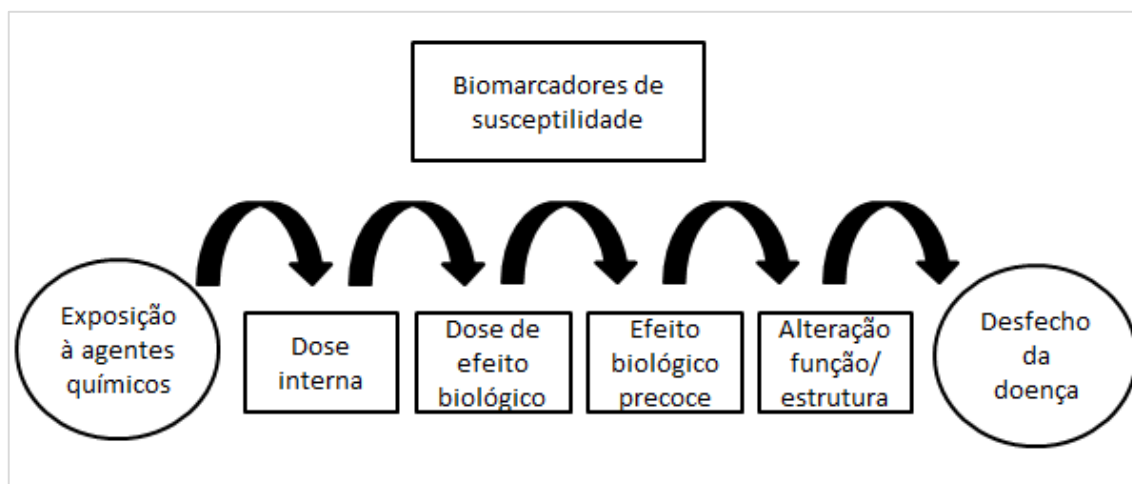 Biomarcadores de
susceptilidade
Exposição
à agentes
químicos
Dose
interna
Dose de
efeito
biológico
Efeito
biológico
precoce
Alteração
função/
estrutura
Desfecho
da
doença